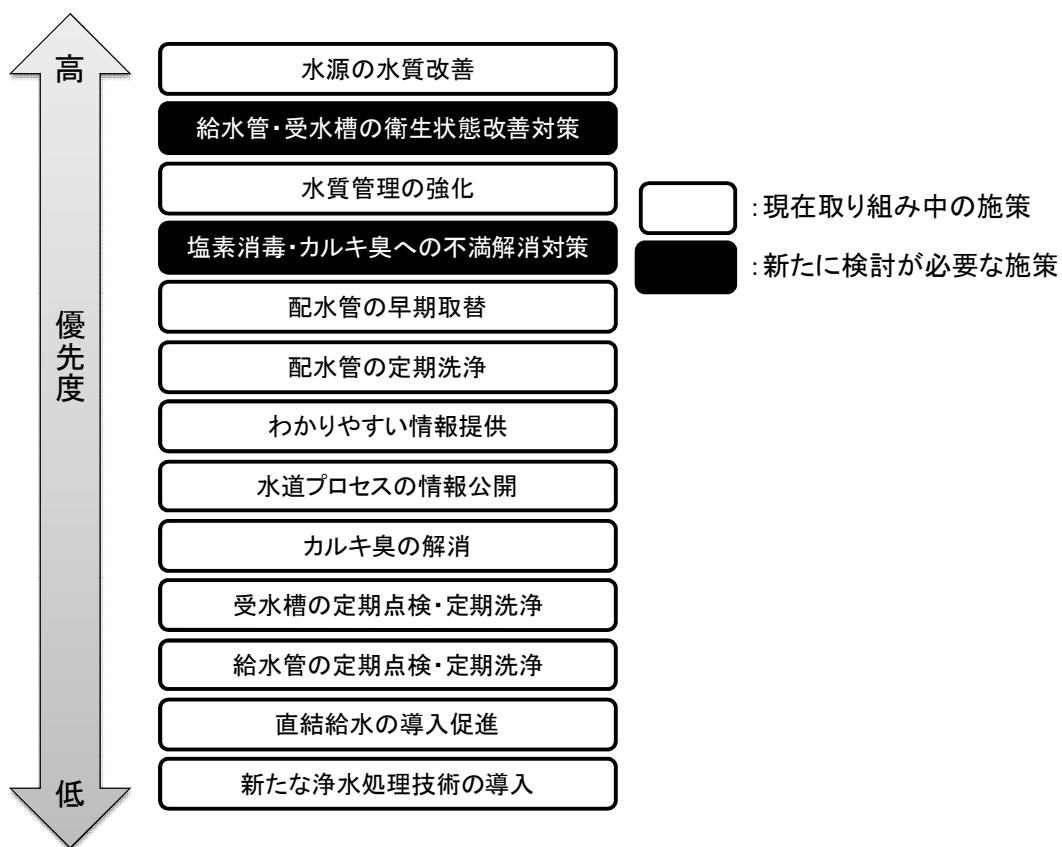 高
水源の水質改善
給水管・受水槽の衛生状態改善対策
水質管理の強化
塩素消毒・カルキ臭への不満解消対策
配水管の早期取替
配水管の定期洗浄
わかりやすい情報提供
水道プロセスの情報公開
カルキ臭の解消
受水槽の定期点検・定期洗浄
給水管の定期点検・定期洗浄
直結給水の導入促進
新たな浄水処理技術の導入
優先度
低
：現在取り組み中の施策
：新たに検討が必要な施策